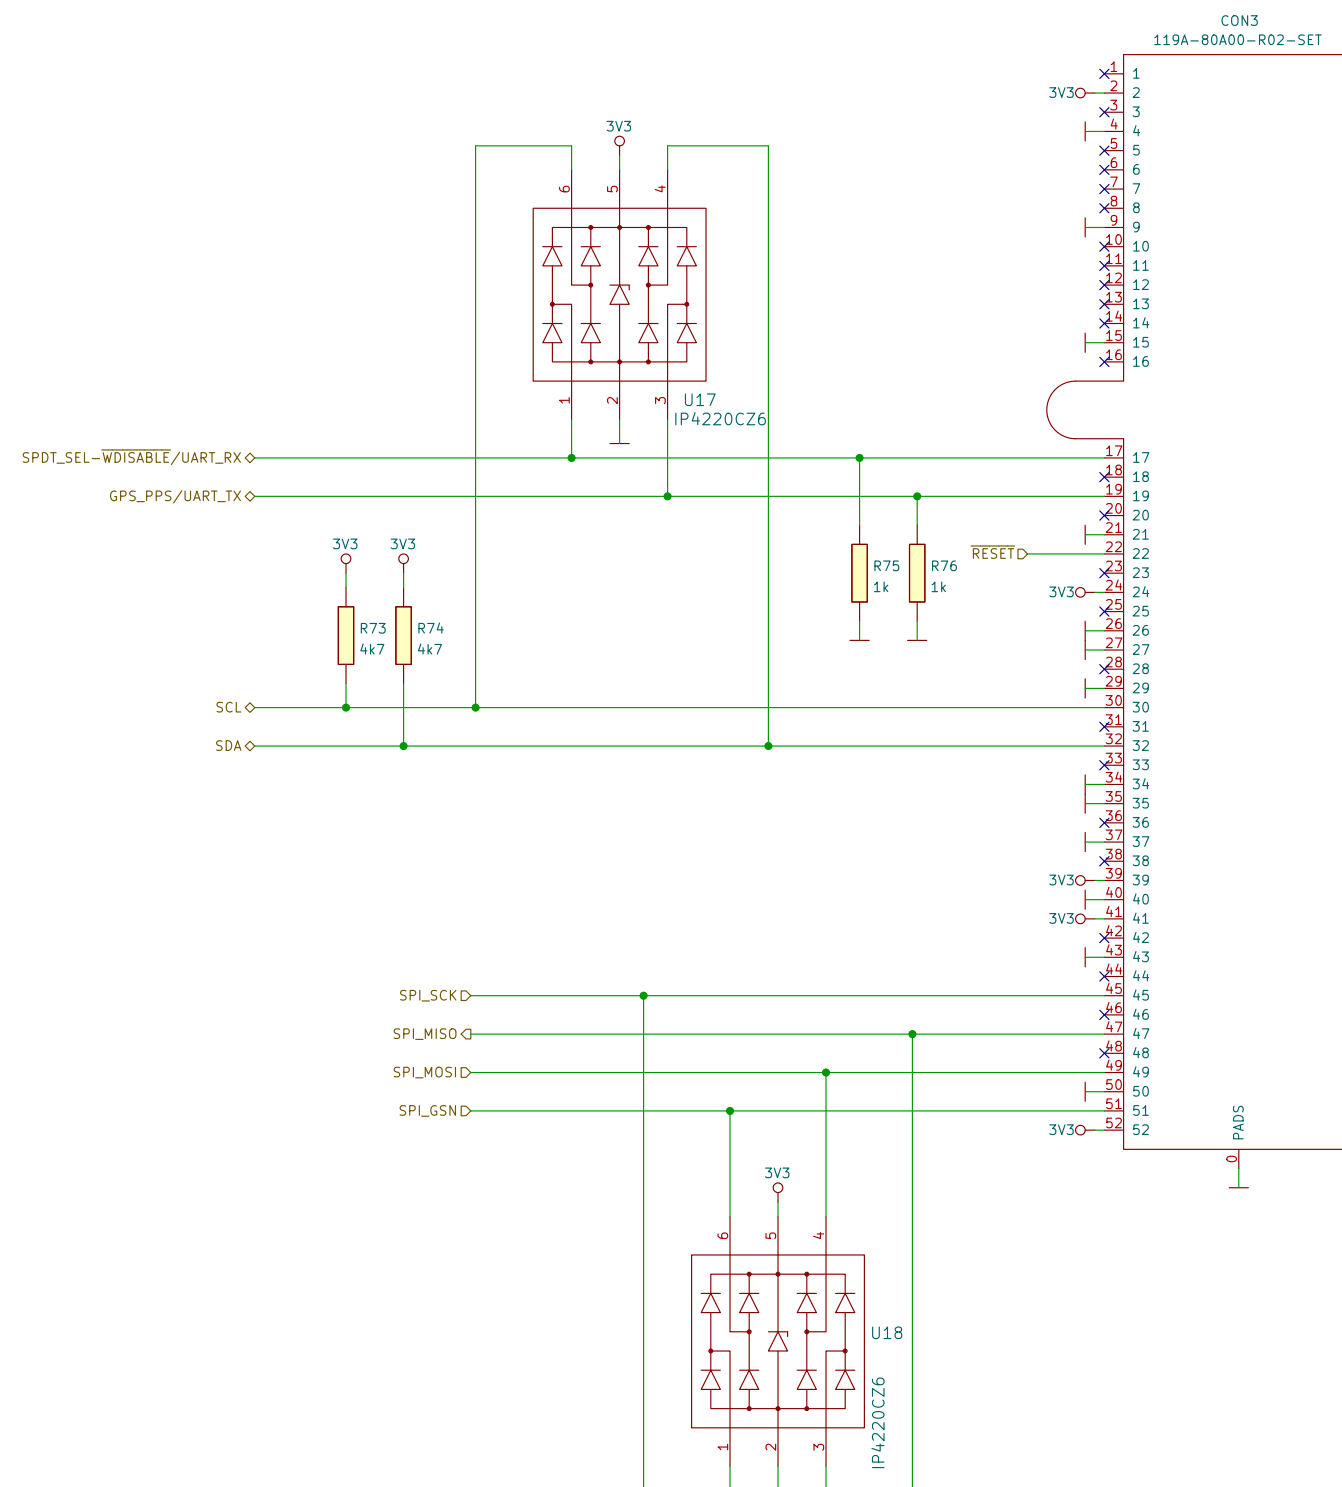 CON3
119A-80A00-R02-SET
1 1
3V3 2 2
3 3
4 4
5 5
6 6
7 7
8 8
9 9
10 10
11 11
12 12
13 13
14 14
15 15
16 16
3V3
6 5 4
1 2 3
U17
IP4220CZ6
SPDT_SEL-WDISABLE/UART_RX 17 17
18 18
GPS_PPS/UART_TX 19 19
20 20
21 21
RESET 22 22
23 23
3V3 24 24
25 25
26 26
27 27
28 28
29 29
3V3 3V3
R73
4k7
R74
4k7
R75
1k
R76
1k
SCL 30 30
31 31
SDA 32 32
33 33
34 34
35 35
36 36
37 37
38 38
3V3 39 39
40 40
3V3 41 41
42 42
43 43
44 44
SPI_SCK 45 45
46 46
SPI_MISO 47 47
48 48
SPI_MOSI 49 49
50 50
SPI_GSN 51 51
3V3 52 52
PADS
0
3V3
6 5 4
U18
IP4220CZ6
1 2 3